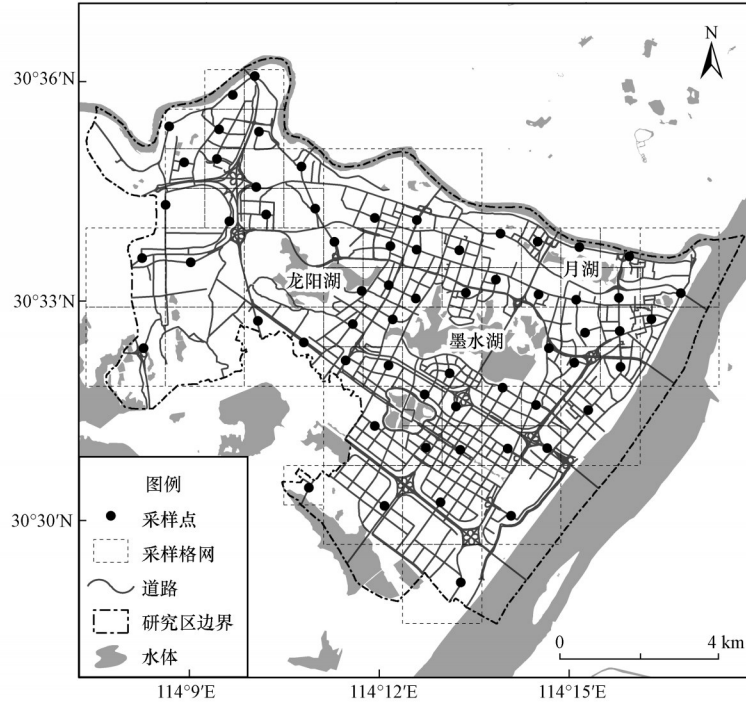 N
30°36′N
30°33′N
30°30′N
龙阳湖
月湖
墨水湖
图例
采样点
采样格网
道路
研究区边界
水体
0 4 km
114°9′E
114°12′E
114°15′E